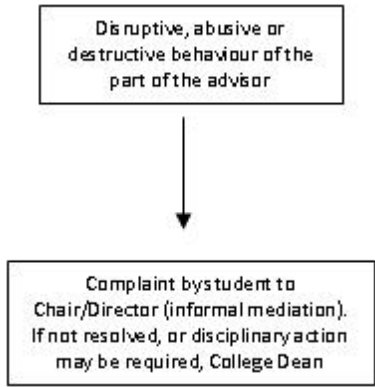 Disruptive, abusive or
destructive behaviour of the
part of the advisor
Complaint by student to
Chair/Director (informal mediation).
If not resolved, or disciplinary action
may be required, College Dean